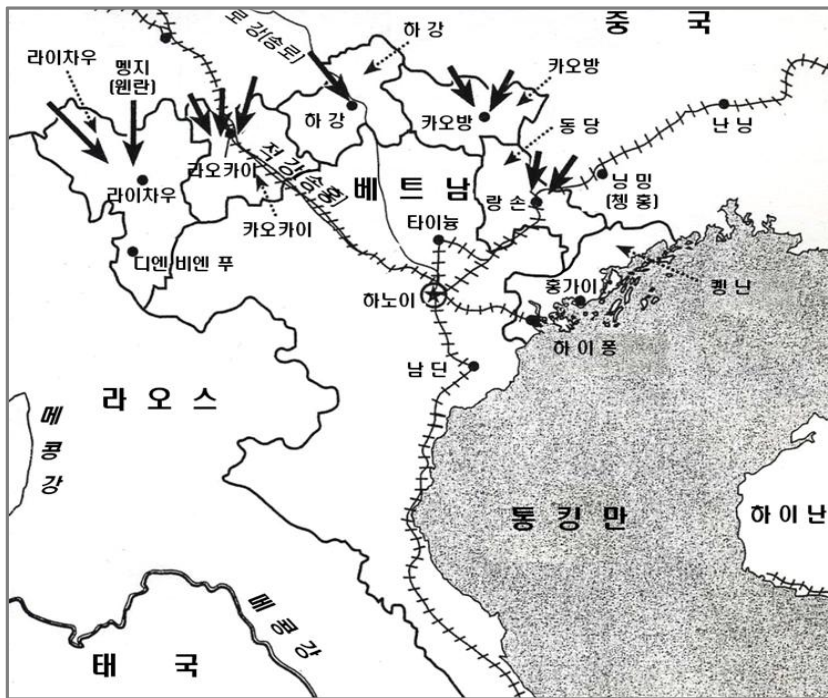 중 국
로 강(송로)
하 강
라이차우
멩지
(웬란)
카오방
하 강
카오방
동 당
난 닝
라오카이
적 강(송홍)
베 트 남
닝 밍
(쳉 홍)
라이차우
카오카이
랑 손
타이늉
디엔 비엔 푸
하노이
홍가이
켕 난
하 이 퐁
남 딘
라 오 스
메 콩 강
통 킹 만
하 이 난
메 콩 강
태 국